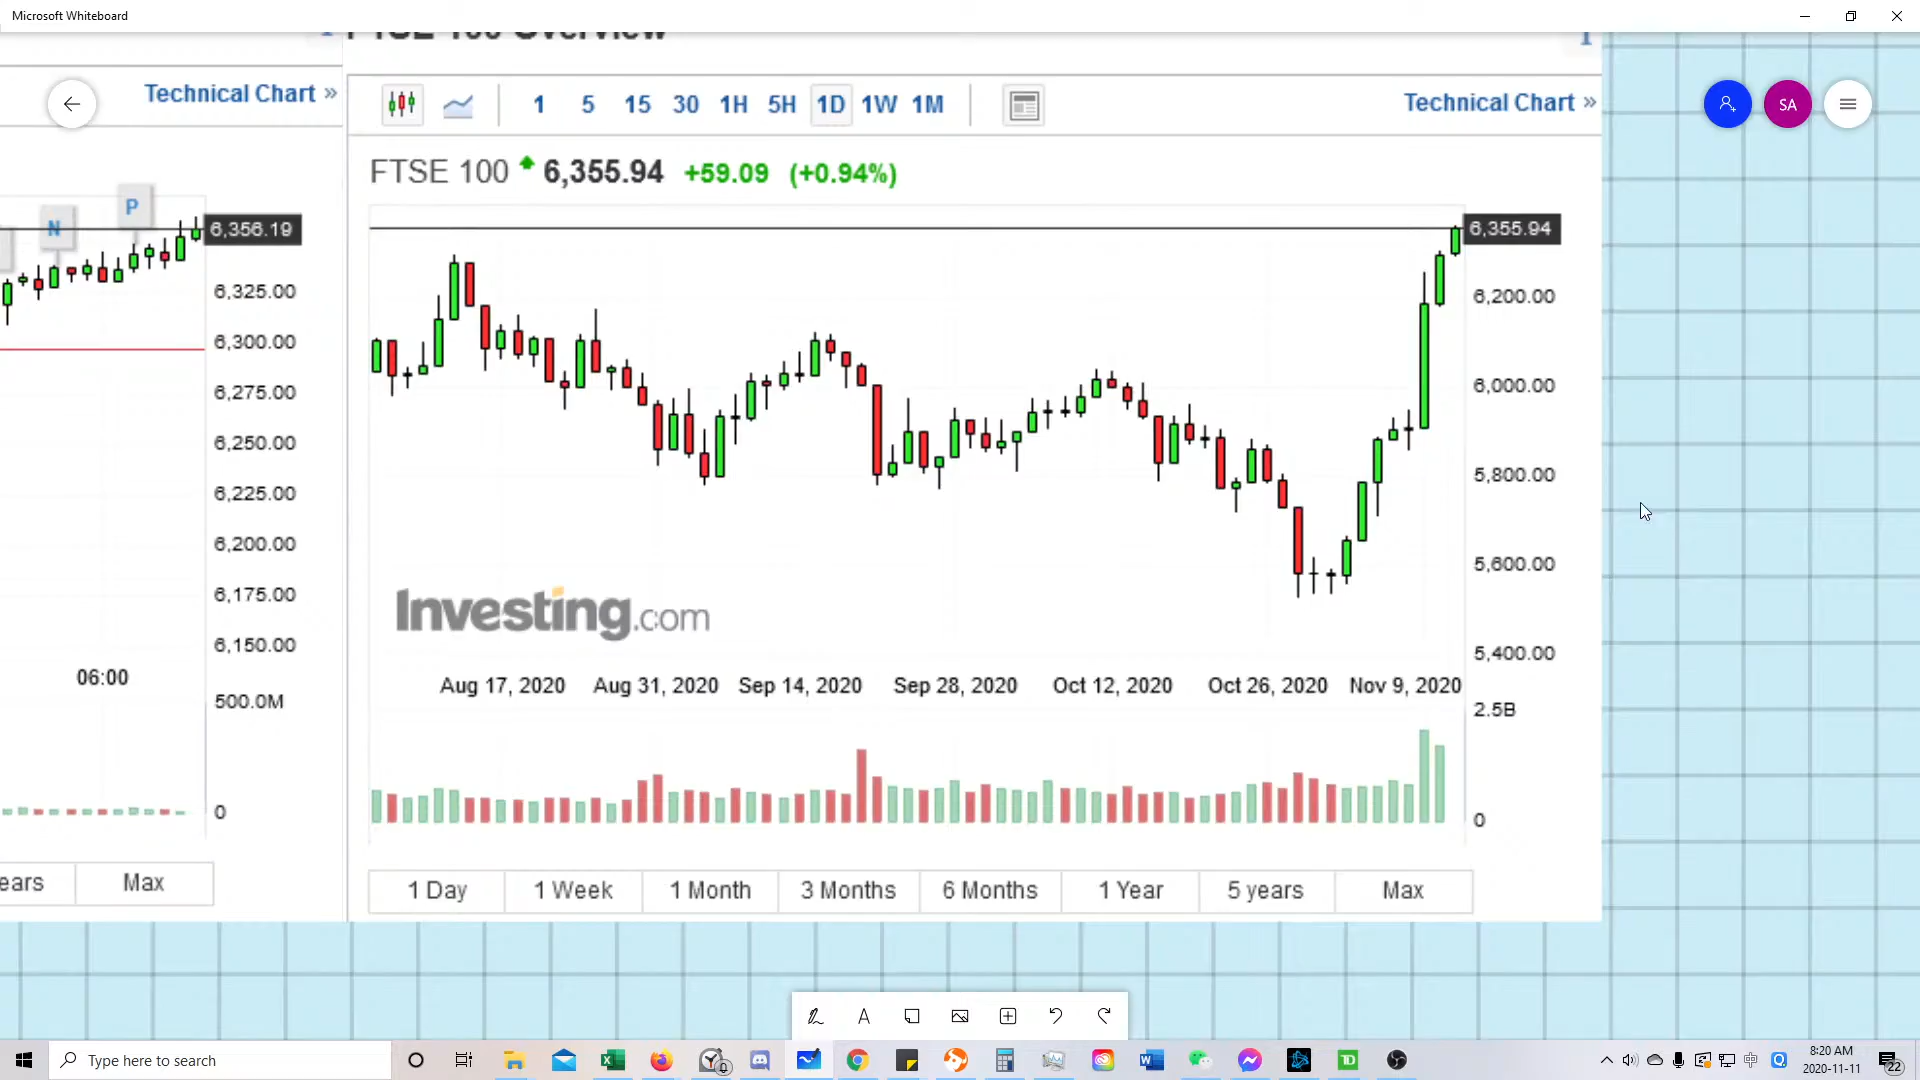 Microsoft Whiteboard
FTSE 100 Overview
Technical Chart »
1 5 15 30 1H 5H 1D 1W 1M
Technical Chart »
SA
FTSE 100 6,355.94 +59.09 (+0.94%)
N
P
6,356.19
6,325.00
6,300.00
6,275.00
6,250.00
6,225.00
6,200.00
6,175.00
6,150.00
06:00
500.0M
0
ears
Max
6,355.94
6,200.00
6,000.00
5,800.00
5,600.00
5,400.00
Investing.com
Aug 17, 2020 Aug 31, 2020 Sep 14, 2020 Sep 28, 2020 Oct 12, 2020 Oct 26, 2020 Nov 9, 2020
2.5B
0
1 Day 1 Week 1 Month 3 Months 6 Months 1 Year 5 years Max
Type here to search
8:20 AM
2020-11-11
22